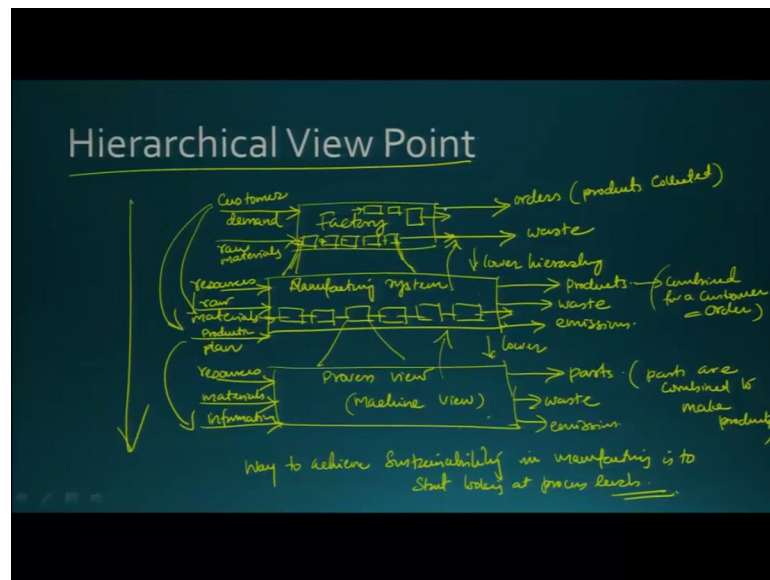 Hierarchical View Point
Customer
demand
raw
materials
Factory
orders (products collected)
waste
lower hierarchy
resources
raw
materials
Production
plan
Manufacturing system
Products
waste
emissions.
(Combined
for a customer
order)
lower
resources
materials
information
Process view
(Machine view)
parts. (parts are
combined to
make
products
waste
emission.
Way to achieve sustainability in manufacturing is to
start looking at process levels.